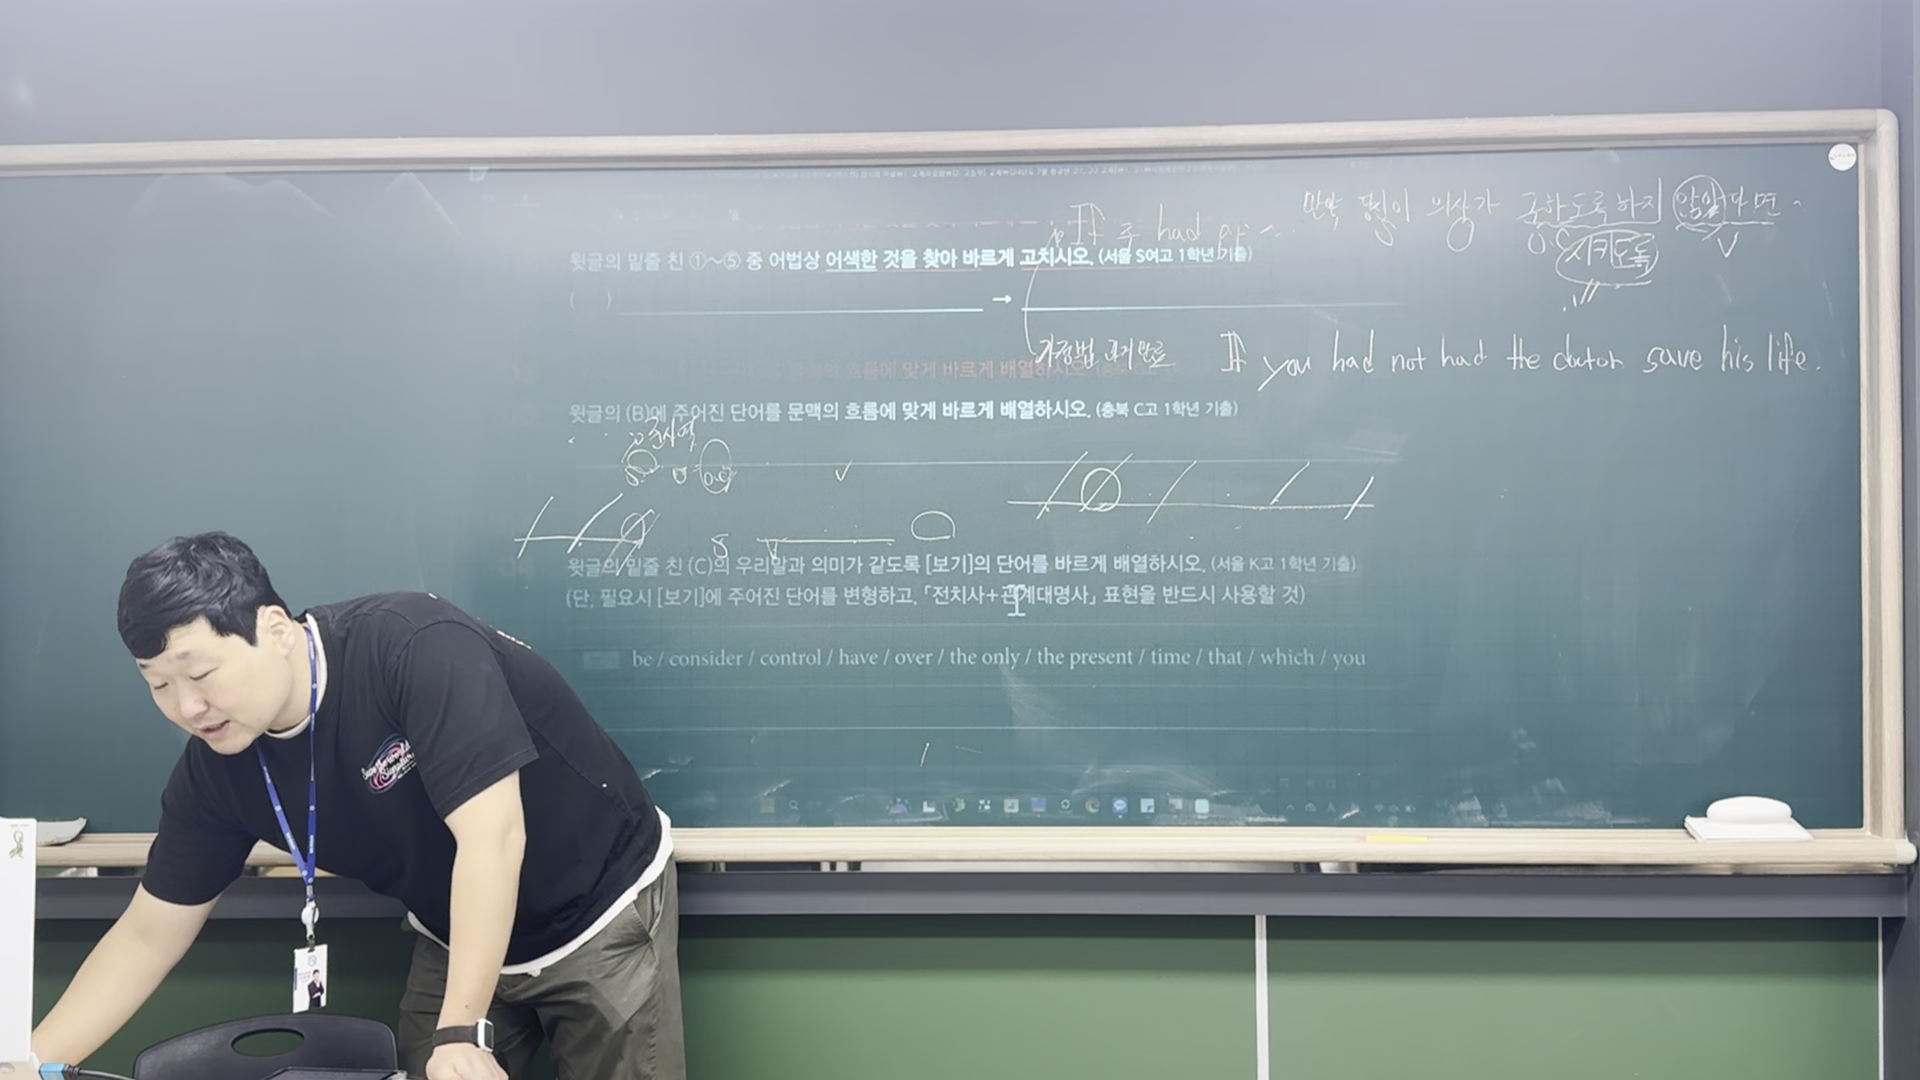 만약 당신이 의사가 구하도록 하지 않았다면
If 주 had p.p ...
시키도록
윗글의 밑줄 친 ①~⑤ 중 어법상 어색한 것을 찾아 바르게 고치시오. (서울 S여고 1학년 기출)
( ) →
가정법 과거완료
If you had not had the doctor save his life.
맞게 바르게 배열하시오.
윗글의 (B)에 주어진 단어를 문맥의 흐름에 맞게 바르게 배열하시오. (충북 C고 1학년 기출)
O.C
S
V
윗글의 밑줄 친 (C)의 우리말과 의미가 같도록 [보기]의 단어를 바르게 배열하시오. (서울 K고 1학년 기출)
(단, 필요시 [보기]에 주어진 단어를 변형하고, 「전치사+관계대명사」 표현을 반드시 사용할 것)
be / consider / control / have / over / the only / the present / time / that / which / you